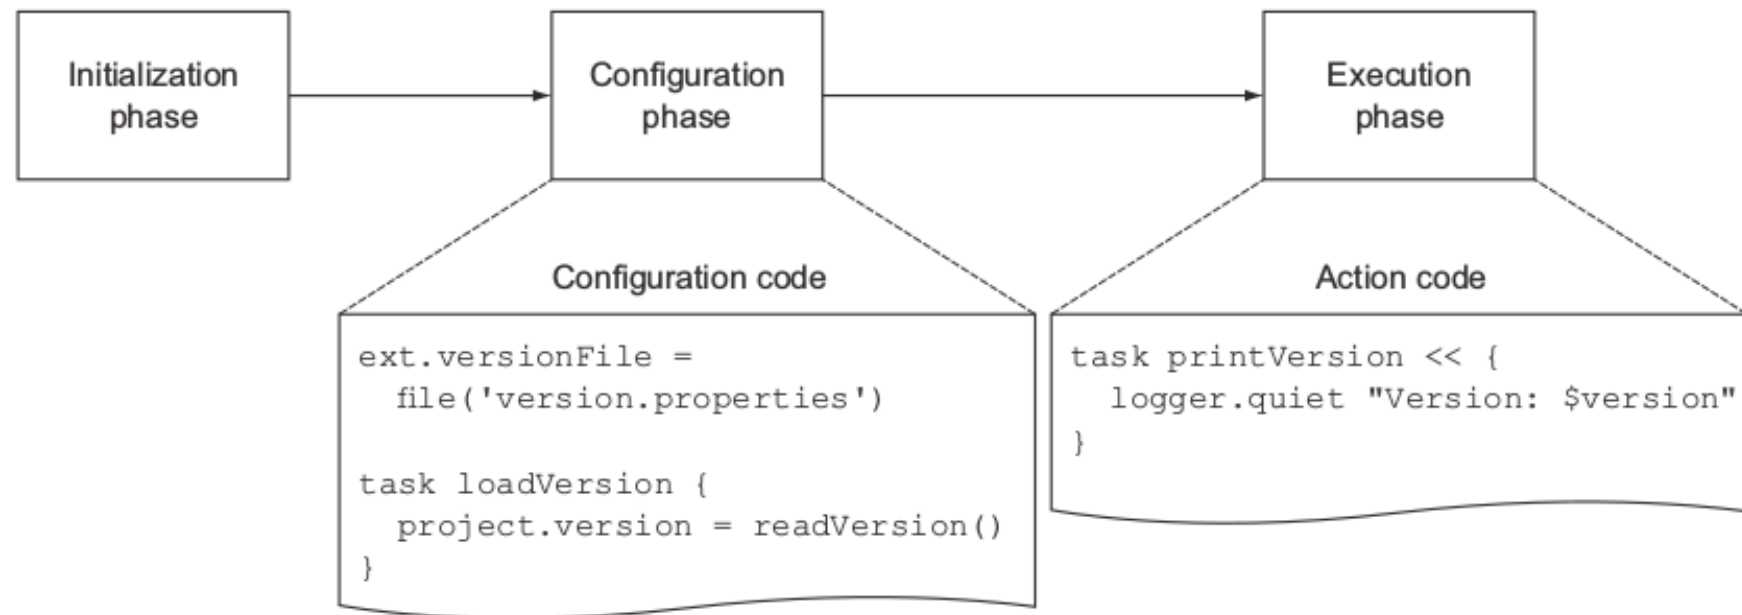 Initialization
phase
Configuration
phase
Execution
phase
Configuration code
ext.versionFile =
  file('version.properties')

task loadVersion {
  project.version = readVersion()
}
Action code
task printVersion << {
  logger.quiet "Version: $version"
}